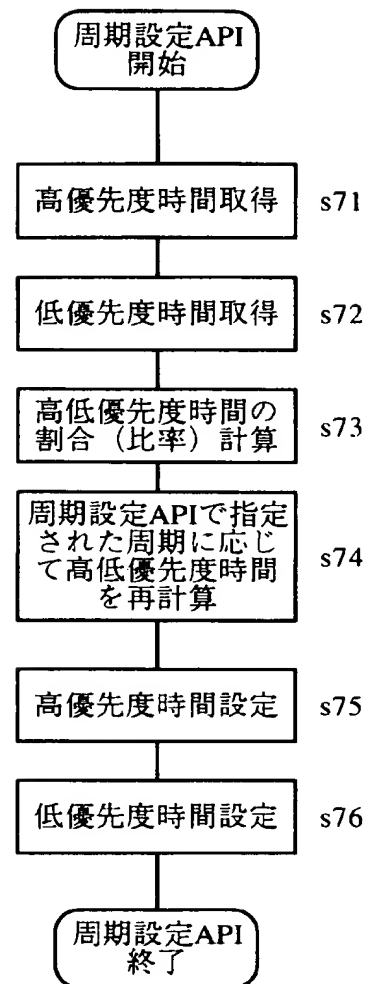 周期設定API
開始
高優先度時間取得 s71
低優先度時間取得 s72
高低優先度時間の
割合（比率）計算 s73
周期設定APIで指定
された周期に応じ
て高低優先度時間
を再計算 s74
高優先度時間設定 s75
低優先度時間設定 s76
周期設定API
終了